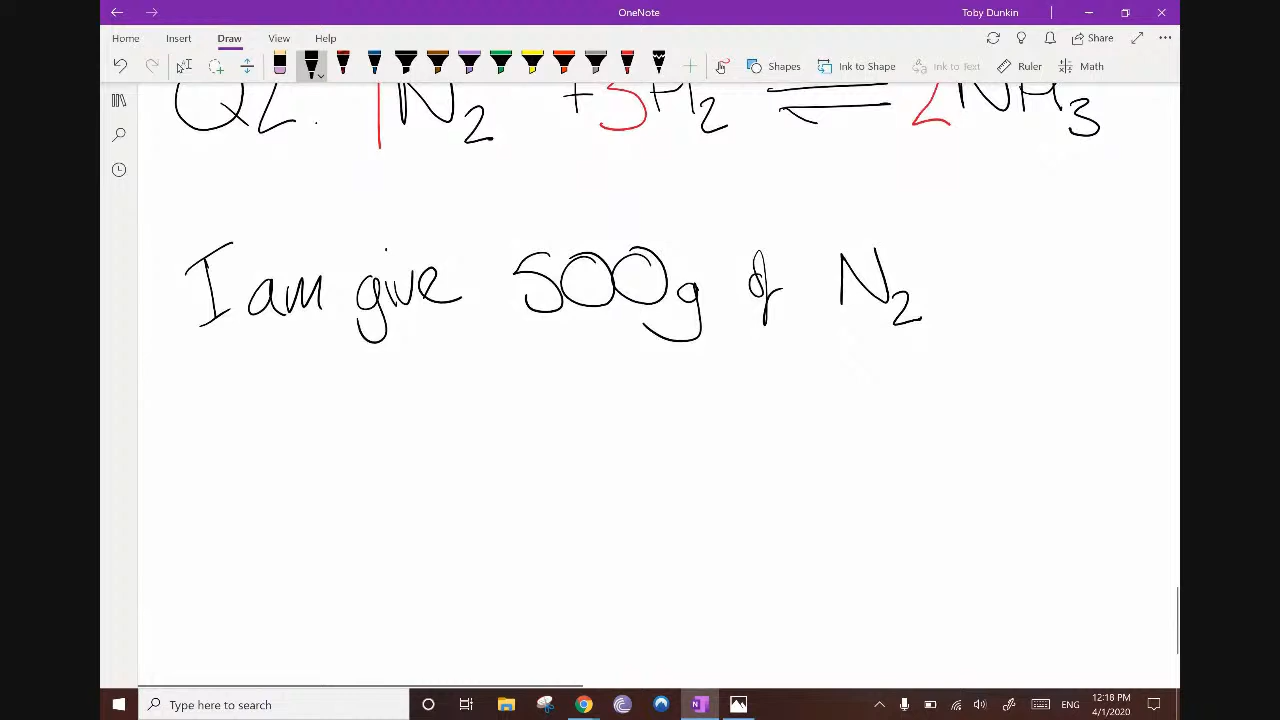 OneNote
Toby Dunkin
Home Insert Draw View Help
Share
Shapes Ink to Shape Ink to Text Ruler Math
Q2. 1N2 + 3H2 ⇌ 2NH3
I am give 500g of N2
Type here to search
ENG
12:18 PM
4/1/2020